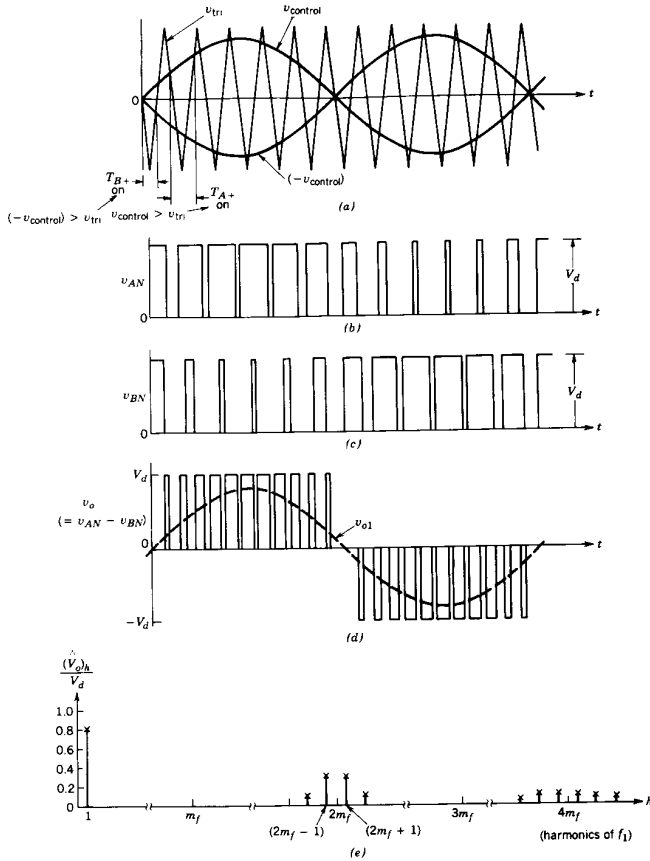 v_tri
v_control
0
t
(−v_control)
T_B+
on
T_A+
on
(−v_control) > v_tri v_control > v_tri
(a)
v_AN
0
V_d
t
(b)
v_BN
0
V_d
t
(c)
V_d
v_o
(= v_AN − v_BN)
v_o1
0
t
−V_d
(d)
(V̂_o)_h
V_d
1.0
0.8
0.6
0.4
0.2
0
1
m_f
2m_f
3m_f
4m_f
h
(2m_f − 1)
(2m_f + 1)
(harmonics of f_1)
(e)